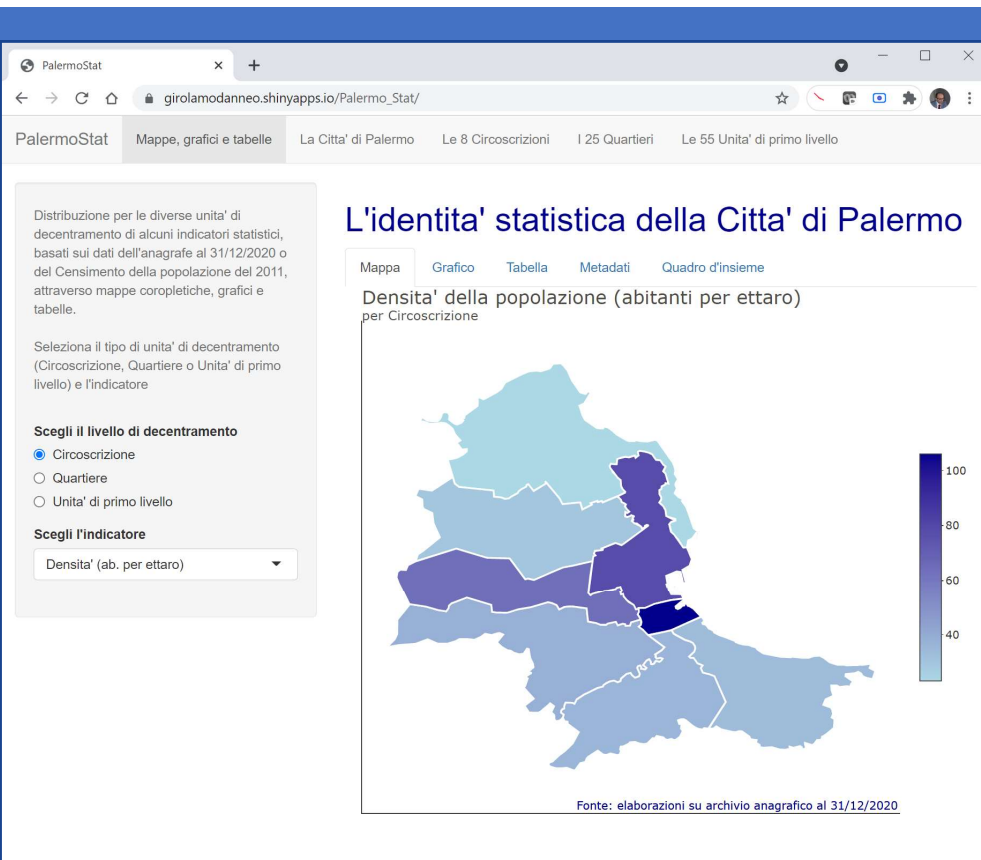 PalermoStat
girolamodanneo.shinyapps.io/Palermo_Stat/
PalermoStat Mappe, grafici e tabelle La Citta' di Palermo Le 8 Circoscrizioni I 25 Quartieri Le 55 Unita' di primo livello
Distribuzione per le diverse unita' di
decentramento di alcuni indicatori statistici,
basati sui dati dell'anagrafe al 31/12/2020 o
del Censimento della popolazione del 2011,
attraverso mappe coropletiche, grafici e
tabelle.
Seleziona il tipo di unita' di decentramento
(Circoscrizione, Quartiere o Unita' di primo
livello) e l'indicatore
Scegli il livello di decentramento
Circoscrizione
Quartiere
Unita' di primo livello
Scegli l'indicatore
Densita' (ab. per ettaro)
L'identita' statistica della Citta' di Palermo
Mappa Grafico Tabella Metadati Quadro d'insieme
Densita' della popolazione (abitanti per ettaro)
per Circoscrizione
100
80
60
40
Fonte: elaborazioni su archivio anagrafico al 31/12/2020